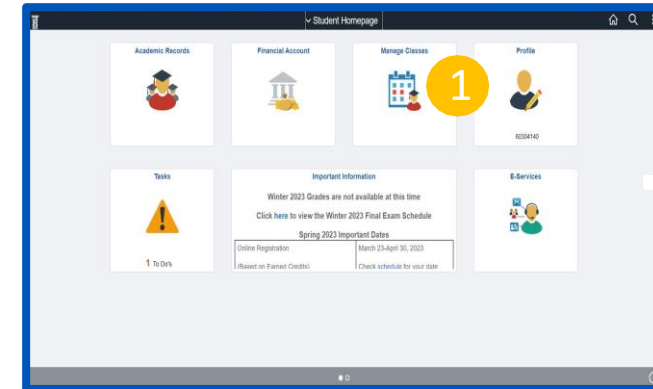 Student Homepage
Academic Records
Financial Account
Manage Classes
1
Profile
60304140
Tasks
1 To Do's
Important Information
Winter 2023 Grades are not available at this time
Click here to view the Winter 2023 Final Exam Schedule
Spring 2023 Important Dates
Online Registration
March 23-April 30, 2023
(Based on Earned Credits)
Check schedule for your date
E-Services